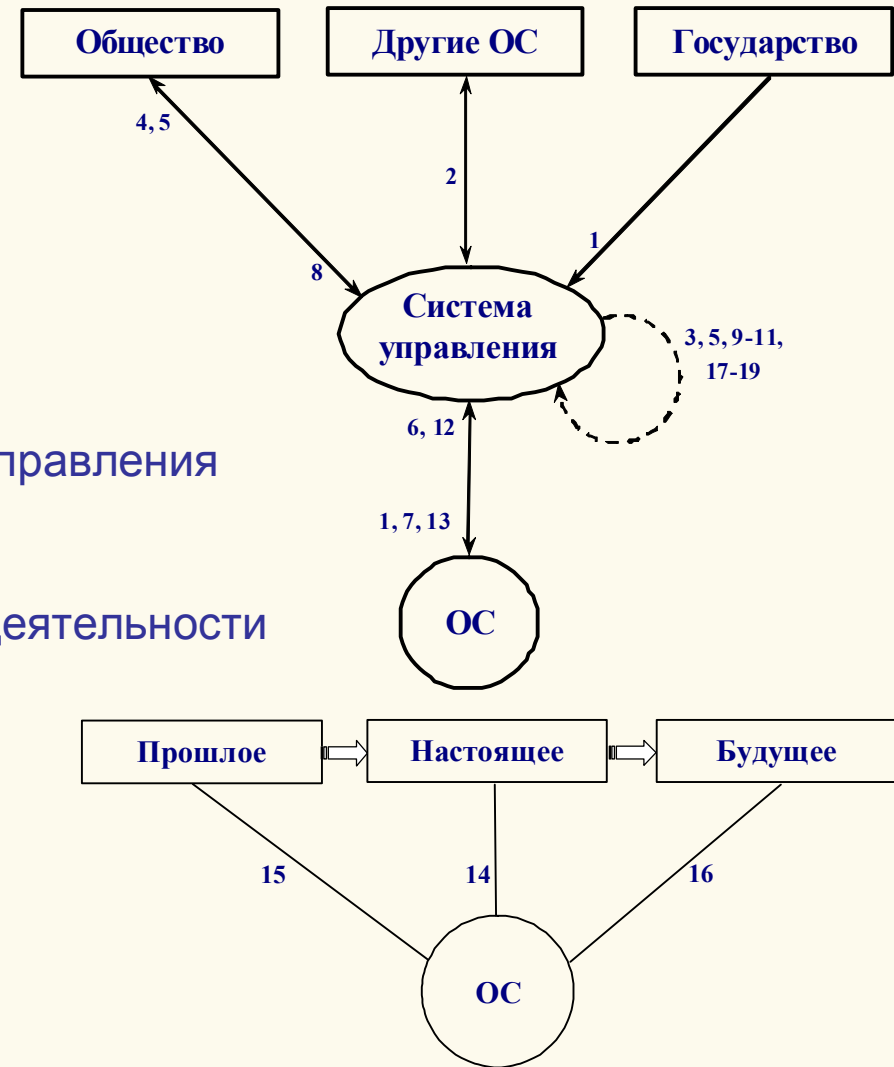 Общество
Другие ОС
Государство
4, 5
2
1
8
Система
управления
3, 5, 9-11,
17-19
6, 12
правления
1, 7, 13
ОС
деятельности
Прошлое
Настоящее
Будущее
15
14
16
ОС